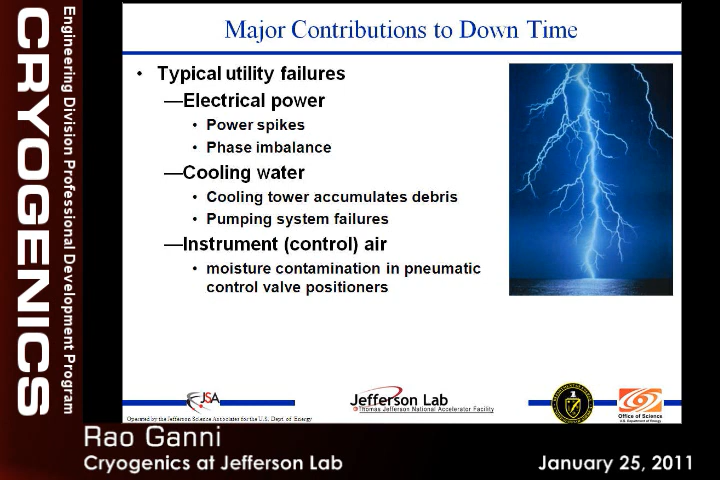 CRYOGENICS
Engineering Division Professional Development Program
Major Contributions to Down Time
• Typical utility failures
—Electrical power
• Power spikes
• Phase imbalance
—Cooling water
• Cooling tower accumulates debris
• Pumping system failures
—Instrument (control) air
• moisture contamination in pneumatic
control valve positioners
JSA
Operated by the Jefferson Science Associates for the U.S. Dept. of Energy
Jefferson Lab
Thomas Jefferson National Accelerator Facility
Office of Science
U.S. Department of Energy
Rao Ganni
Cryogenics at Jefferson Lab
January 25, 2011